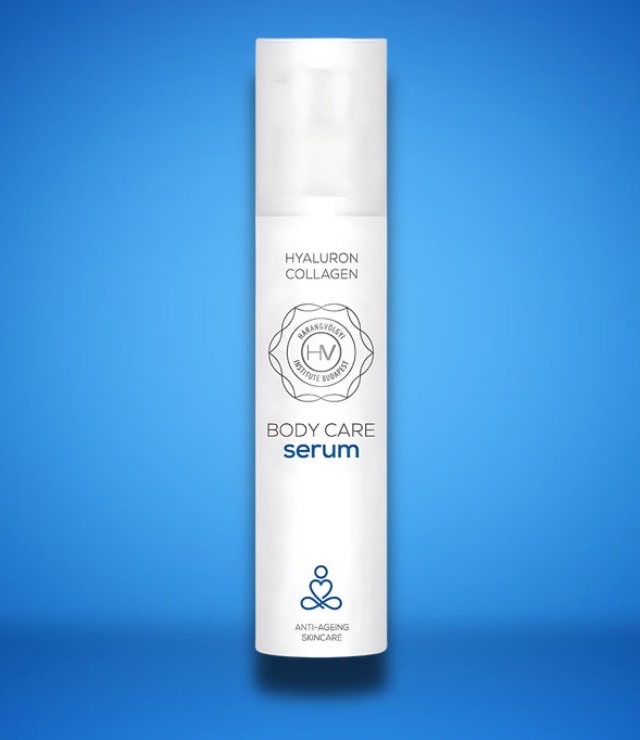 HYALURON
COLLAGEN
HARANGVÖLGYI
HV
INSTITUTE BUDAPEST
BODY CARE
serum
ANTI-AGEING
SKINCARE